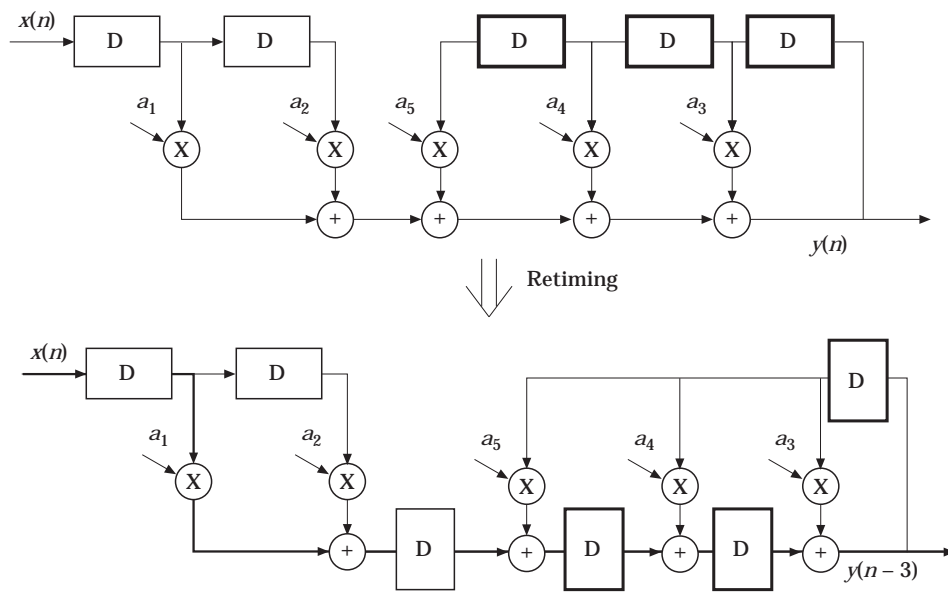 x(n)
D
D
D
D
D
a1
a2
a5
a4
a3
X
X
X
X
X
+
+
+
+
y(n)
Retiming
x(n)
D
D
D
a1
a2
a5
a4
a3
X
X
X
X
X
+
D
+
D
+
D
+
y(n – 3)